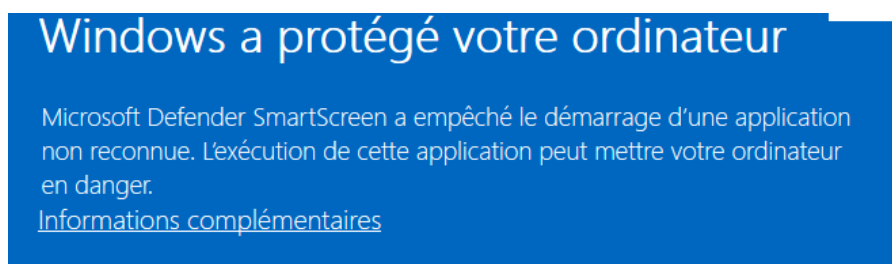 Windows a protégé votre ordinateur
Microsoft Defender SmartScreen a empêché le démarrage d’une application
non reconnue. L’exécution de cette application peut mettre votre ordinateur
en danger.
Informations complémentaires